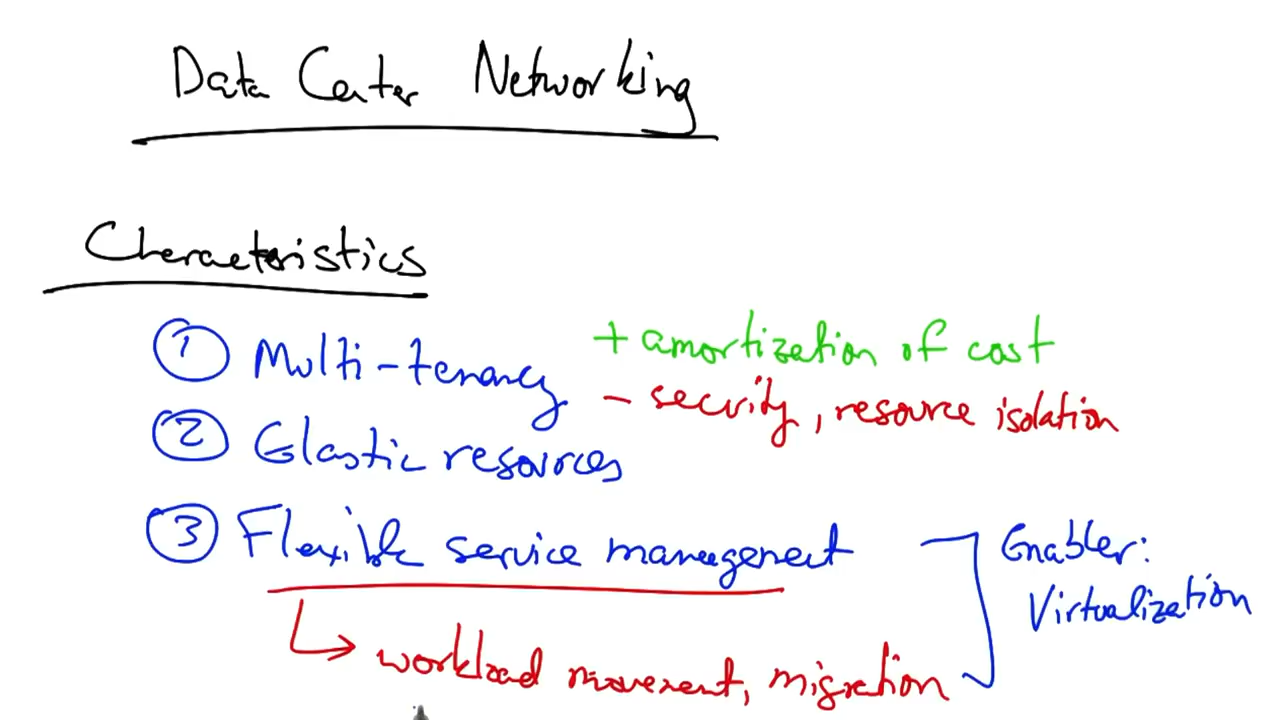 Data Center Networking
Characteristics
① Multi-tenancy
+ amortization of cost
- security, resource isolation
② Elastic resources
③ Flexible service management
→ workload movement, migration
Enabler:
Virtualization